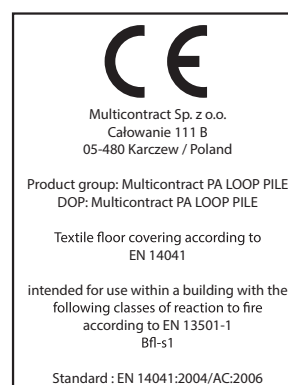 CE
Multicontract Sp. z o.o.
Całowanie 111 B
05-480 Karczew / Poland
Product group: Multicontract PA LOOP PILE
DOP: Multicontract PA LOOP PILE
Textile floor covering according to
EN 14041
intended for use within a building with the
following classes of reaction to fire
according to EN 13501-1
Bfl-s1
Standard : EN 14041:2004/AC:2006